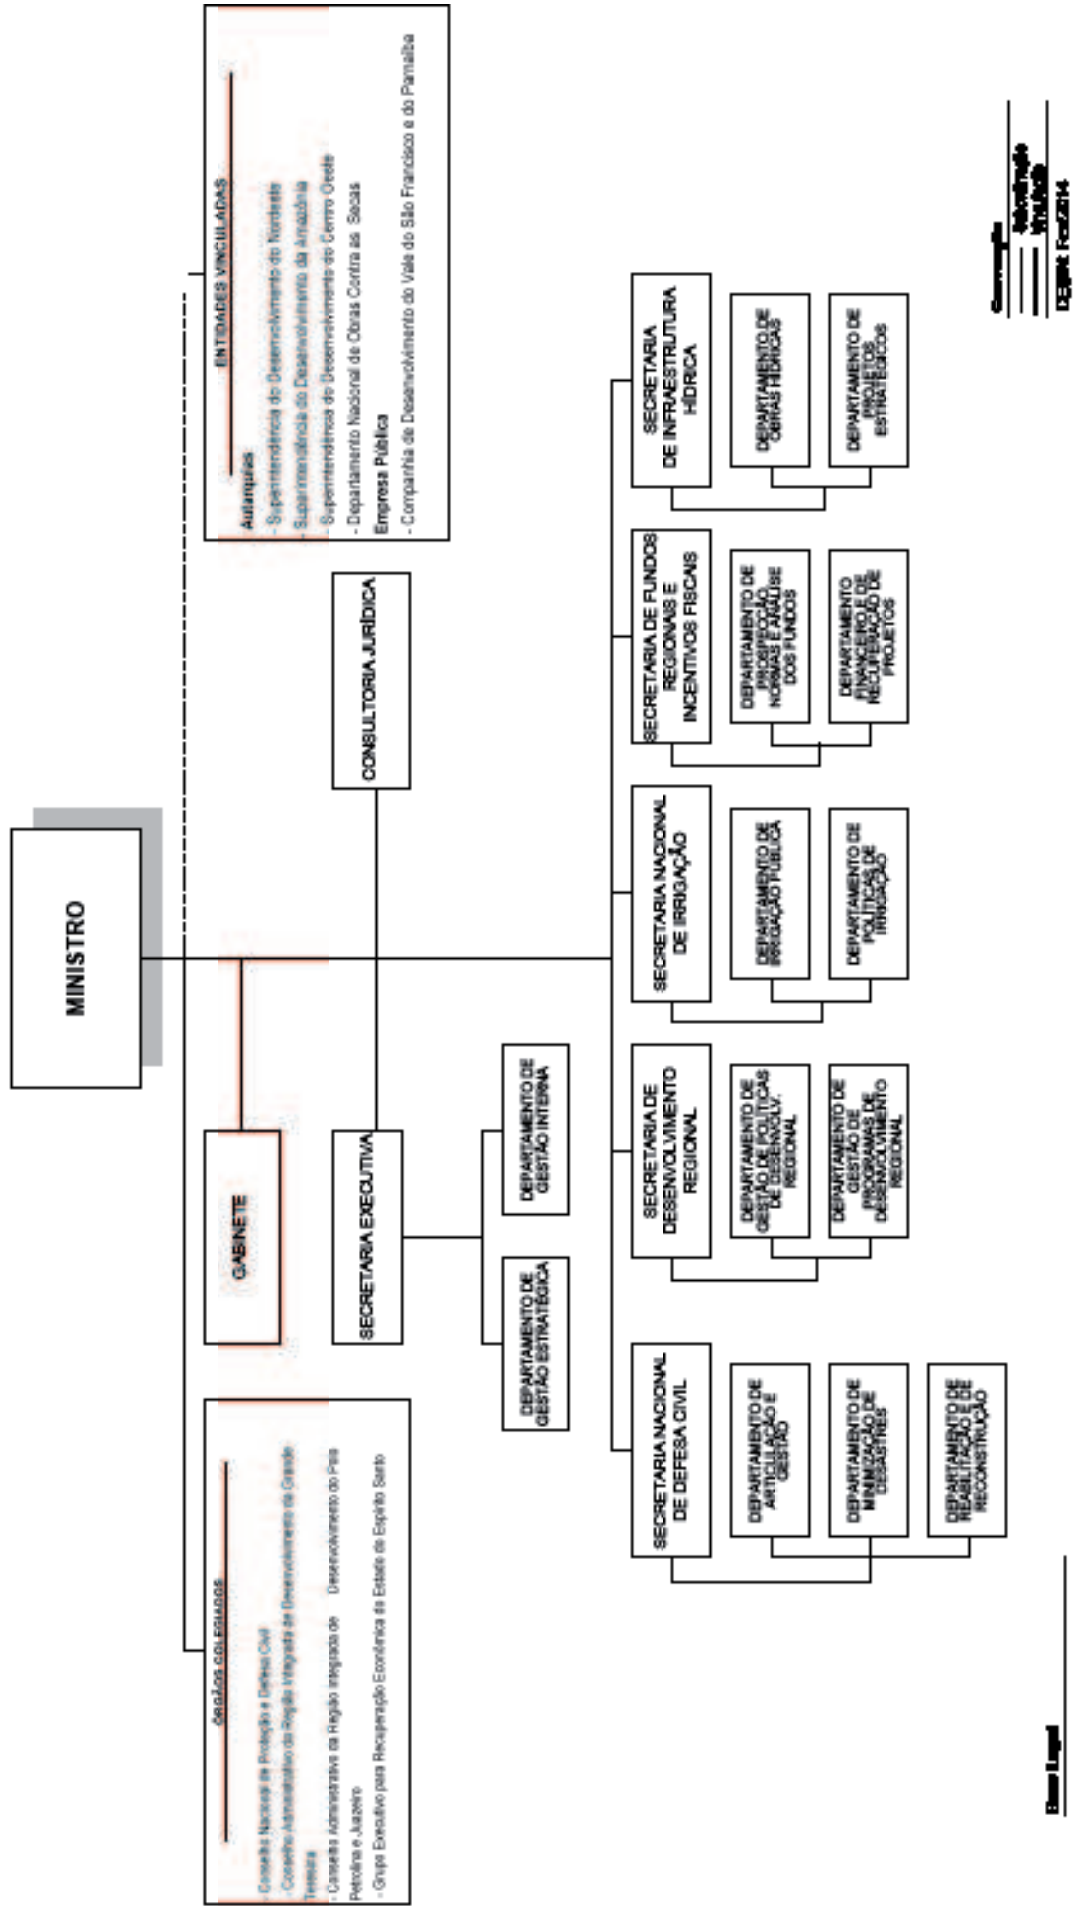 MINISTRO
ÓRGÃOS COLEGIADOS
- Conselho Nacional de Proteção e Defesa Civil
- Conselho Administrativo da Região Integrada de Desenvolvimento da Grande
Teresina
- Conselho Administrativo da Região Integrada de Desenvolvimento do Polo
Petrolina e Juazeiro
- Grupo Executivo para Recuperação Econômica do Estado do Espírito Santo
GABINETE
ENTIDADES VINCULADAS
Autarquias
- Superintendência do Desenvolvimento do Nordeste
- Superintendência do Desenvolvimento da Amazônia
- Superintendência do Desenvolvimento do Centro Oeste
- Departamento Nacional de Obras Contra as Secas
Empresa Pública
- Companhia de Desenvolvimento do Vale do São Francisco e do Parnaíba
SECRETARIA EXECUTIVA
CONSULTORIA JURÍDICA
DEPARTAMENTO DE
GESTÃO ESTRATÉGICA
DEPARTAMENTO DE
GESTÃO INTERNA
SECRETARIA NACIONAL
DE DEFESA CIVIL
DEPARTAMENTO DE
ARTICULAÇÃO E
GESTÃO
DEPARTAMENTO DE
MINIMIZAÇÃO DE
DESASTRES
DEPARTAMENTO DE
REABILITAÇÃO E DE
RECONSTRUÇÃO
SECRETARIA DE
DESENVOLVIMENTO
REGIONAL
DEPARTAMENTO DE
GESTÃO DE POLÍTICAS
DE DESENVOLV.
REGIONAL
DEPARTAMENTO DE
GESTÃO DE
PROGRAMAS DE
DESENVOLVIMENTO
REGIONAL
SECRETARIA NACIONAL
DE IRRIGAÇÃO
DEPARTAMENTO DE
IRRIGAÇÃO PÚBLICA
DEPARTAMENTO DE
POLÍTICAS DE
IRRIGAÇÃO
SECRETARIA DE FUNDOS
REGIONAIS E
INCENTIVOS FISCAIS
DEPARTAMENTO DE
PROSPECÇÃO,
NORMAS E ANÁLISE
DOS FUNDOS
DEPARTAMENTO
FINANCEIRO E DE
RECUPERAÇÃO DE
PROJETOS
SECRETARIA
DE INFRAESTRUTURA
HÍDRICA
DEPARTAMENTO DE
OBRAS HÍDRICAS
DEPARTAMENTO DE
PROJETOS
ESTRATÉGICOS
Base Legal
Subordinação
Vinculação